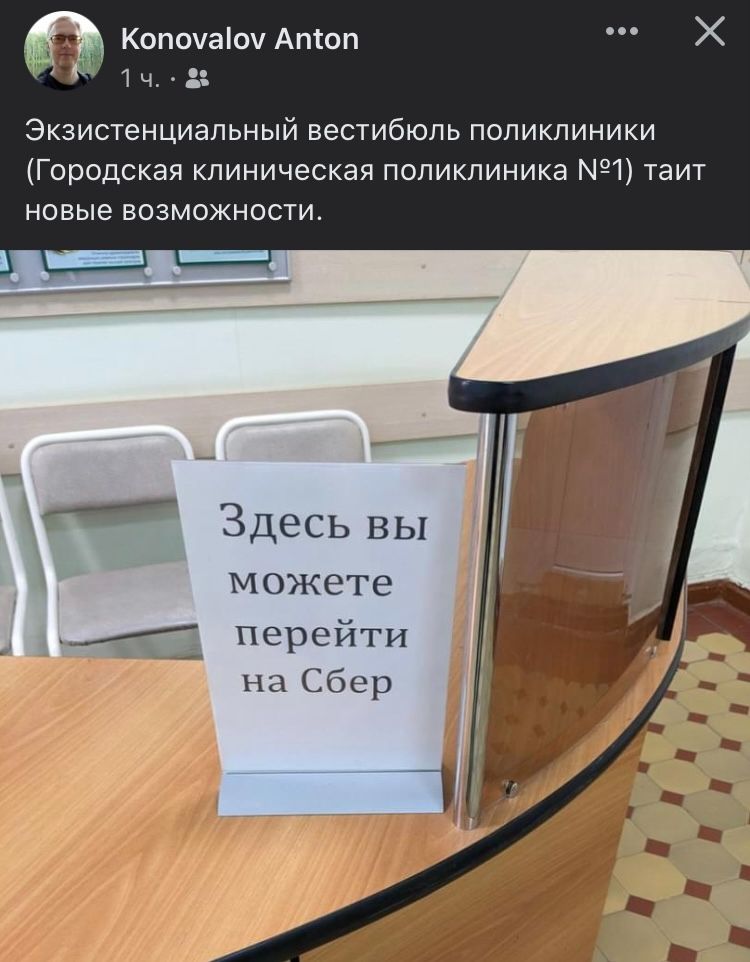 Konovalov Anton
1 ч. ·
Экзистенциальный вестибюль поликлиники
(Городская клиническая поликлиника №1) таит
новые возможности.
Здесь вы
можете
перейти
на Сбер